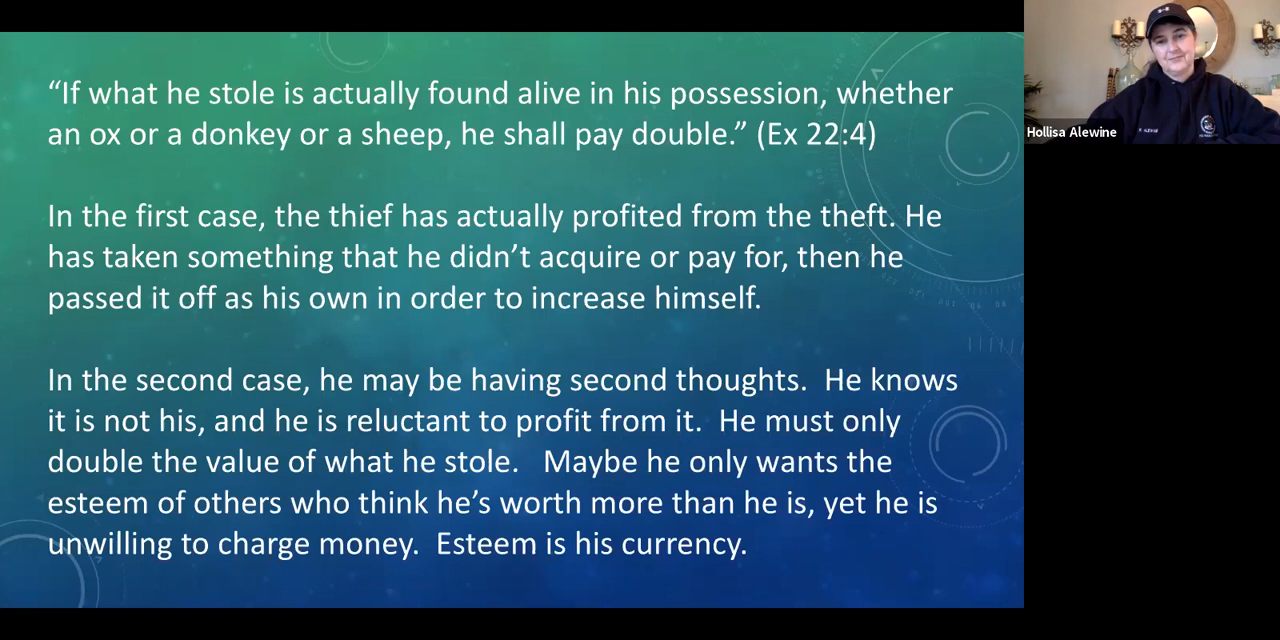 “If what he stole is actually found alive in his possession, whether
an ox or a donkey or a sheep, he shall pay double.” (Ex 22:4)
In the first case, the thief has actually profited from the theft. He
has taken something that he didn’t acquire or pay for, then he
passed it off as his own in order to increase himself.
In the second case, he may be having second thoughts.  He knows
it is not his, and he is reluctant to profit from it.  He must only
double the value of what he stole.   Maybe he only wants the
esteem of others who think he’s worth more than he is, yet he is
unwilling to charge money.  Esteem is his currency.
Hollisa Alewine